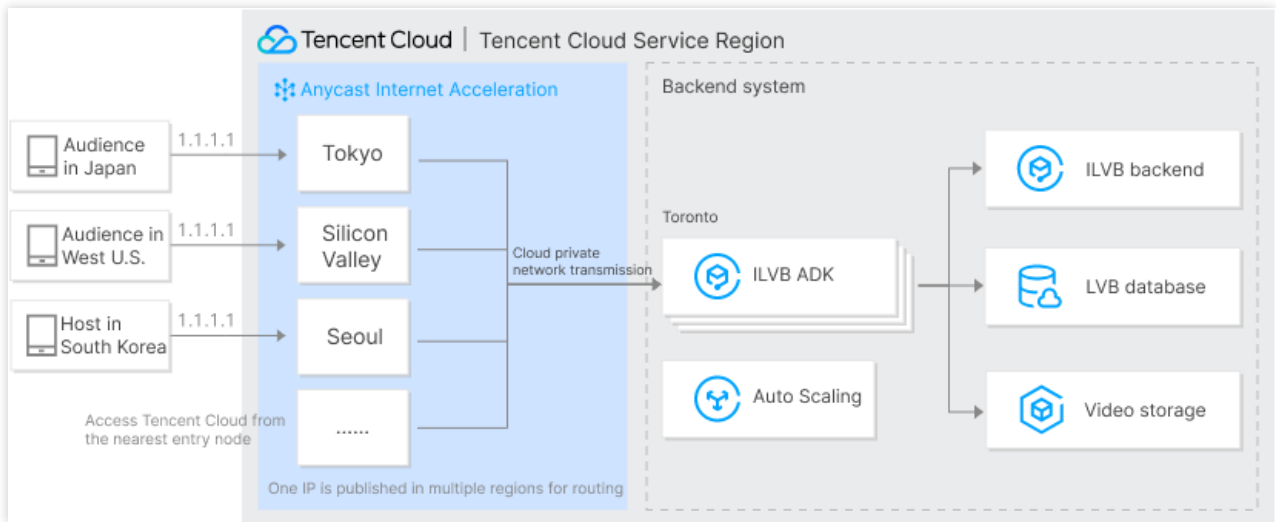 Tencent Cloud | Tencent Cloud Service Region
Anycast Internet Acceleration
Backend system
Audience
in Japan
1.1.1.1
Tokyo
ILVB backend
Audience in
West U.S.
1.1.1.1
Silicon
Valley
Cloud private
network transmission
Toronto
ILVB ADK
LVB database
Host in
South Korea
1.1.1.1
Seoul
Auto Scaling
Video storage
Access Tencent Cloud from
the nearest entry node
......
One IP is published in multiple regions for routing